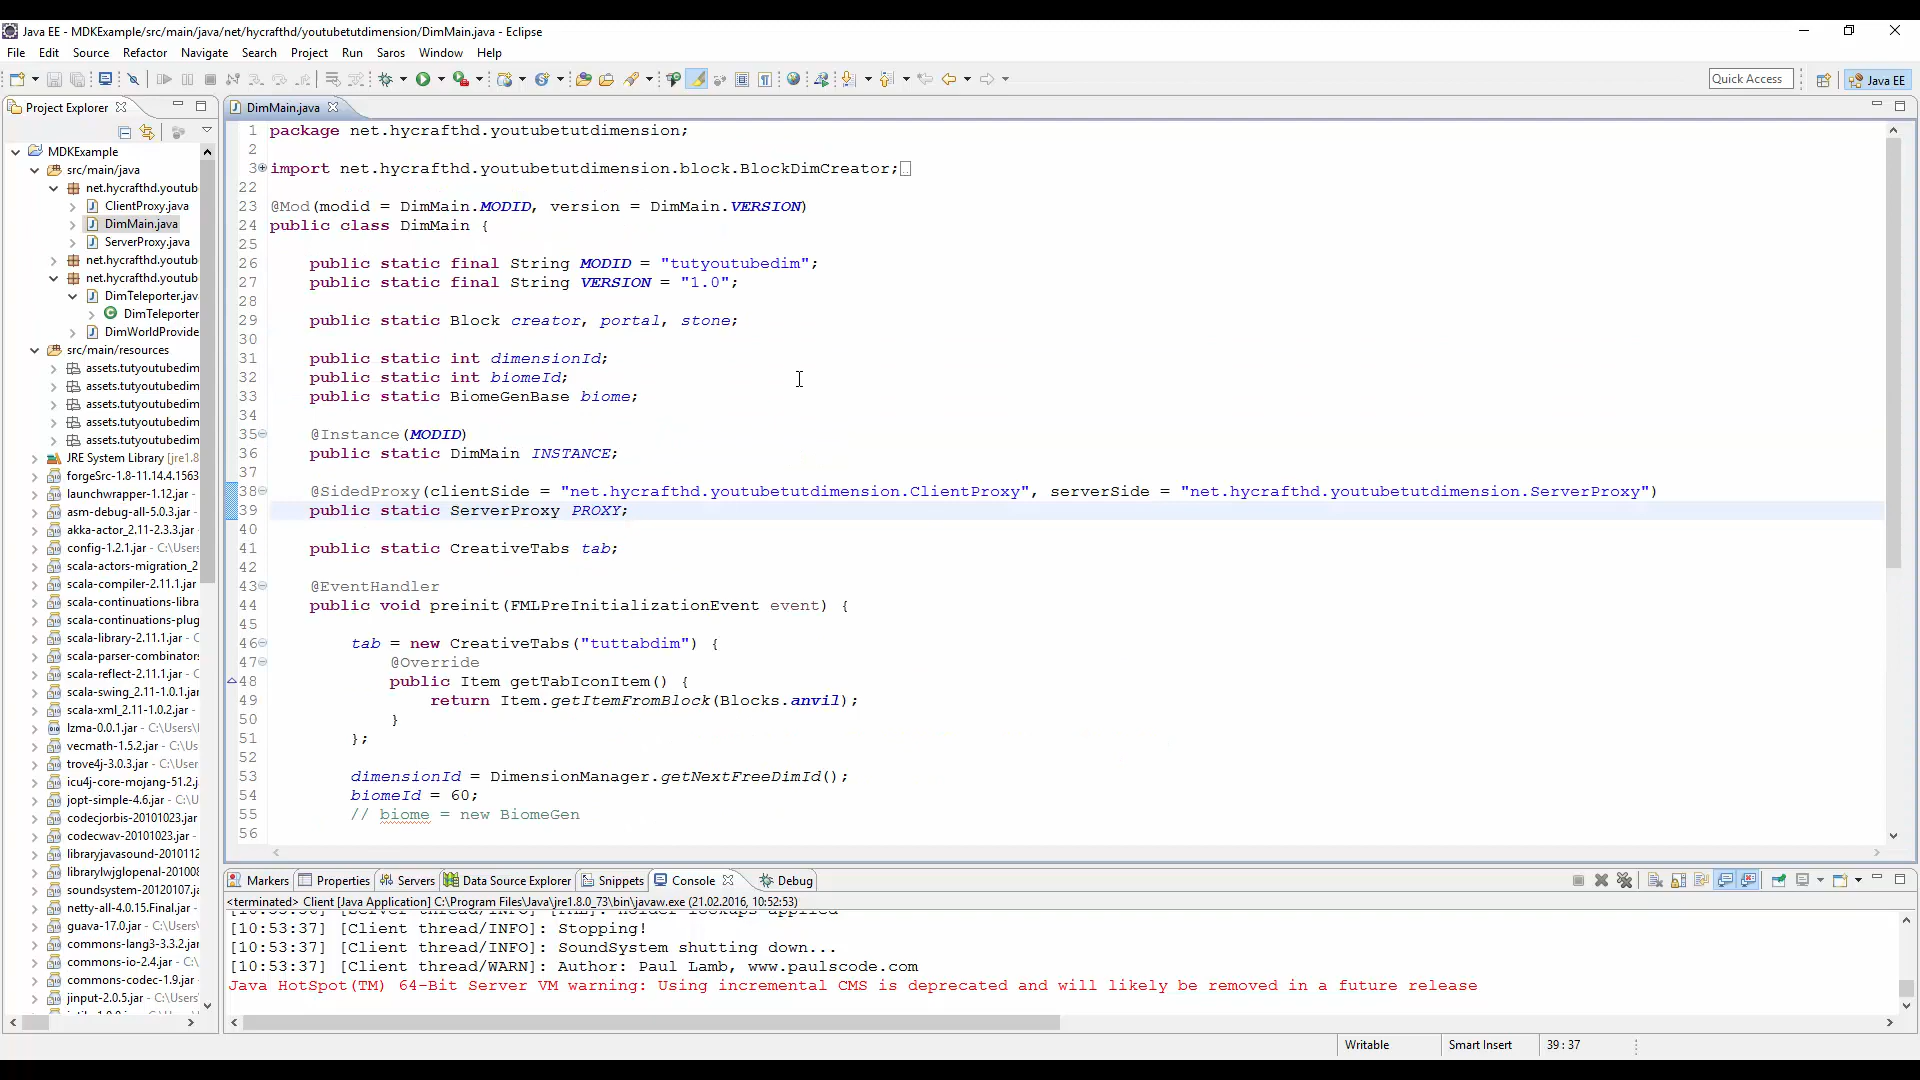 Java EE - MDKExample/src/main/java/net/hycrafthd/youtubetutdimension/DimMain.java - Eclipse
File Edit Source Refactor Navigate Search Project Run Saros Window Help
Quick Access
Java EE
Project Explorer
MDKExample
src/main/java
net.hycrafthd.youtub
ClientProxy.java
DimMain.java
ServerProxy.java
net.hycrafthd.youtub
net.hycrafthd.youtub
DimTeleporter.jav
DimTeleporter
DimWorldProvide
src/main/resources
assets.tutyoutubedim
assets.tutyoutubedim
assets.tutyoutubedim
assets.tutyoutubedim
assets.tutyoutubedim
JRE System Library [jre1.8
forgeSrc-1.8-11.14.4.1563
launchwrapper-1.12.jar -
asm-debug-all-5.0.3.jar -
akka-actor_2.11-2.3.3.jar -
config-1.2.1.jar - C:\Users
scala-actors-migration_2
scala-compiler-2.11.1.jar
scala-continuations-libra
scala-continuations-plug
scala-library-2.11.1.jar -
scala-parser-combinators
scala-reflect-2.11.1.jar
scala-swing_2.11-1.0.1.jar
scala-xml_2.11-1.0.2.jar -
lzma-0.0.1.jar - C:\Users\
vecmath-1.5.2.jar - C:\Us
trove4j-3.0.3.jar - C:\User
icu4j-core-mojang-51.2.j
jopt-simple-4.6.jar - C:\U
codecjorbis-20101023.jar
codecwav-20101023.jar -
libraryjavasound-2010112
librarylwjglopenal-201008
soundsystem-20120107.ja
netty-all-4.0.15.Final.jar -
guava-17.0.jar - C:\Users
commons-lang3-3.3.2.jar
commons-io-2.4.jar - C:\
commons-codec-1.9.jar -
jinput-2.0.5.jar - C:\Users
DimMain.java
1 package net.hycrafthd.youtubetutdimension;
2
3 import net.hycrafthd.youtubetutdimension.block.BlockDimCreator;
22
23 @Mod(modid = DimMain.MODID, version = DimMain.VERSION)
24 public class DimMain {
25
26 public static final String MODID = "tutyoutubedim";
27 public static final String VERSION = "1.0";
28
29 public static Block creator, portal, stone;
30
31 public static int dimensionId;
32 public static int biomeId;
33 public static BiomeGenBase biome;
34
35 @Instance(MODID)
36 public static DimMain INSTANCE;
37
38 @SidedProxy(clientSide = "net.hycrafthd.youtubetutdimension.ClientProxy", serverSide = "net.hycrafthd.youtubetutdimension.ServerProxy")
39 public static ServerProxy PROXY;
40
41 public static CreativeTabs tab;
42
43 @EventHandler
44 public void preinit(FMLPreInitializationEvent event) {
45
46 tab = new CreativeTabs("tuttabdim") {
47 @Override
48 public Item getTabIconItem() {
49 return Item.getItemFromBlock(Blocks.anvil);
50 }
51 };
52
53 dimensionId = DimensionManager.getNextFreeDimId();
54 biomeId = 60;
55 // biome = new BiomeGen
56
Markers Properties Servers Data Source Explorer Snippets Console Debug
<terminated> Client [Java Application] C:\Program Files\Java\jre1.8.0_73\bin\javaw.exe (21.02.2016, 10:52:53)
[10:53:37] [Client thread/INFO]: Stopping!
[10:53:37] [Client thread/INFO]: SoundSystem shutting down...
[10:53:37] [Client thread/WARN]: Author: Paul Lamb, www.paulscode.com
Java HotSpot(TM) 64-Bit Server VM warning: Using incremental CMS is deprecated and will likely be removed in a future release
Writable Smart Insert 39 : 37